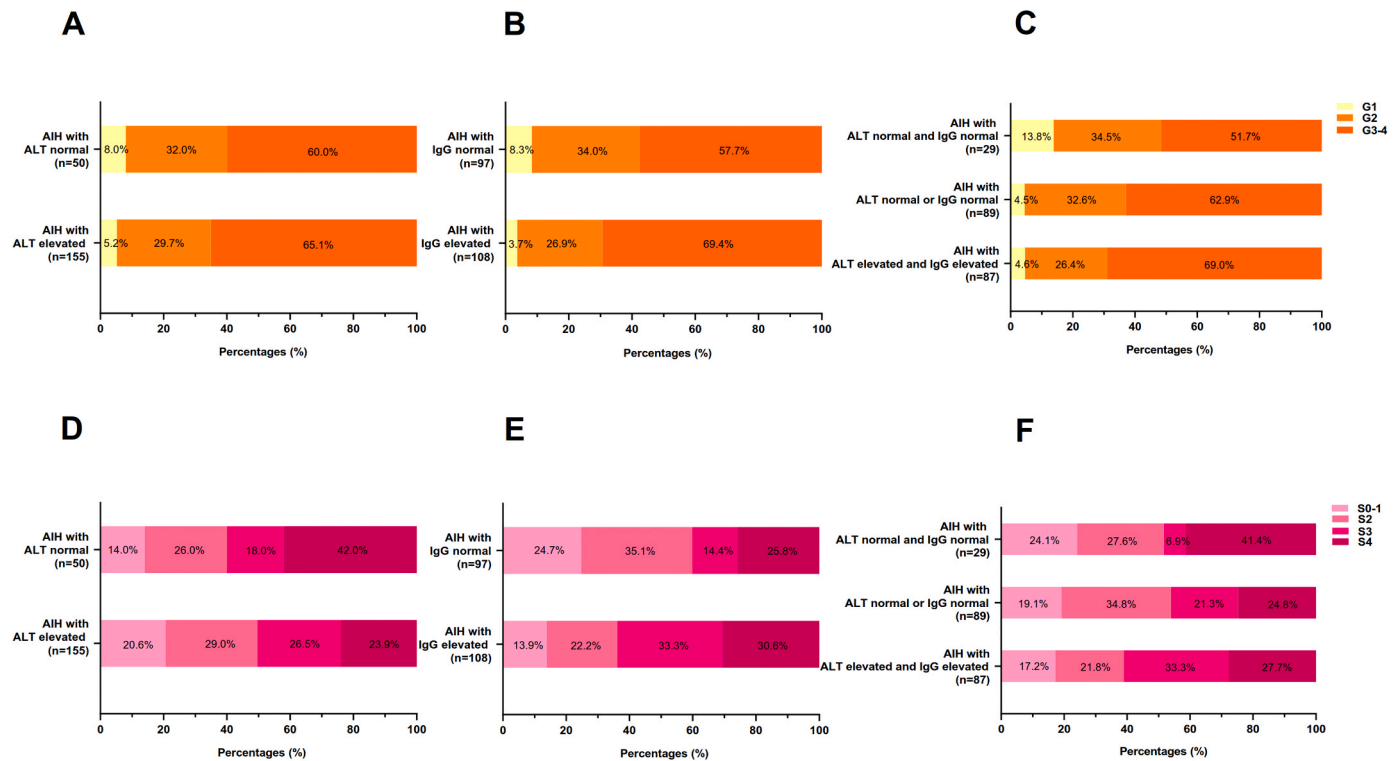 A
AIH with
ALT normal
(n=50)
8.0% 32.0% 60.0%
AIH with
ALT elevated
(n=155)
5.2% 29.7% 65.1%
0 20 40 60 80 100
Percentages (%)
B
AIH with
IgG normal
(n=97)
8.3% 34.0% 57.7%
AIH with
IgG elevated
(n=108)
3.7% 26.9% 69.4%
0 20 40 60 80 100
Percentages (%)
C
AIH with
ALT normal and IgG normal
(n=29)
13.8% 34.5% 51.7%
AIH with
ALT normal or IgG normal
(n=89)
4.5% 32.6% 62.9%
AIH with
ALT elevated and IgG elevated
(n=87)
4.6% 26.4% 69.0%
0 20 40 60 80 100
Percentages (%)
G1
G2
G3-4
D
AIH with
ALT normal
(n=50)
14.0% 26.0% 18.0% 42.0%
AIH with
ALT elevated
(n=155)
20.6% 29.0% 26.5% 23.9%
0 20 40 60 80 100
Percentages (%)
E
AIH with
IgG normal
(n=97)
24.7% 35.1% 14.4% 25.8%
AIH with
IgG elevated
(n=108)
13.9% 22.2% 33.3% 30.6%
0 20 40 60 80 100
Percentages (%)
F
AIH with
ALT normal and IgG normal
(n=29)
24.1% 27.6% 6.9% 41.4%
AIH with
ALT normal or IgG normal
(n=89)
19.1% 34.8% 21.3% 24.8%
AIH with
ALT elevated and IgG elevated
(n=87)
17.2% 21.8% 33.3% 27.7%
0 20 40 60 80 100
Percentages (%)
S0-1
S2
S3
S4